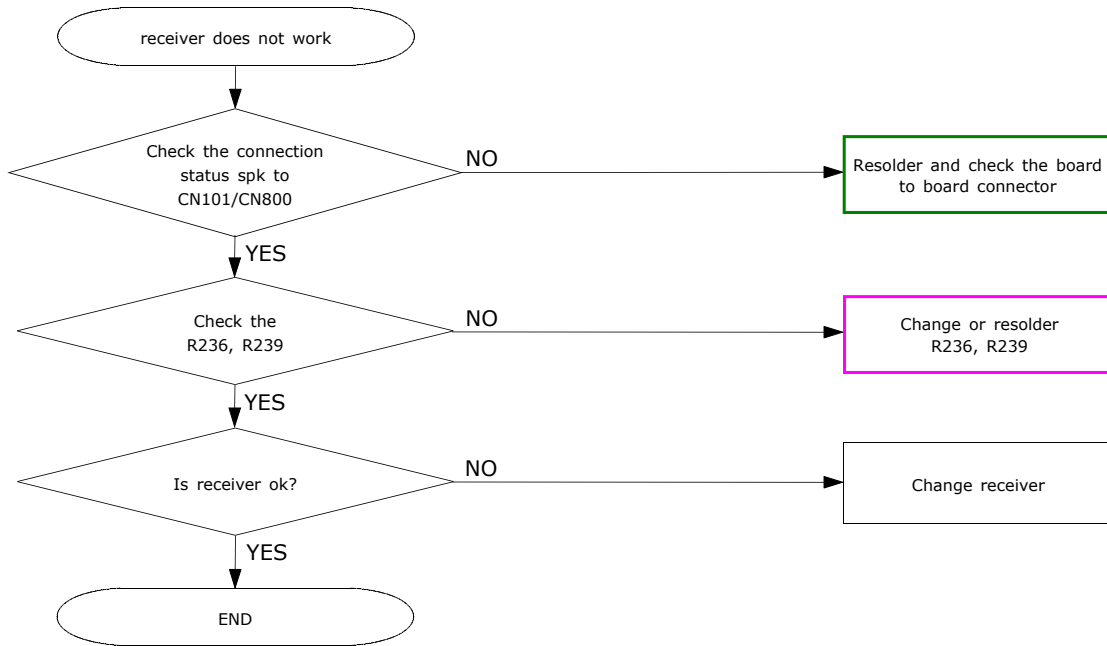 receiver does not work
Check the connection
status spk to
CN101/CN800
NO
Resolder and check the board
to board connector
YES
Check the
R236, R239
NO
Change or resolder
R236, R239
YES
Is receiver ok?
NO
Change receiver
YES
END